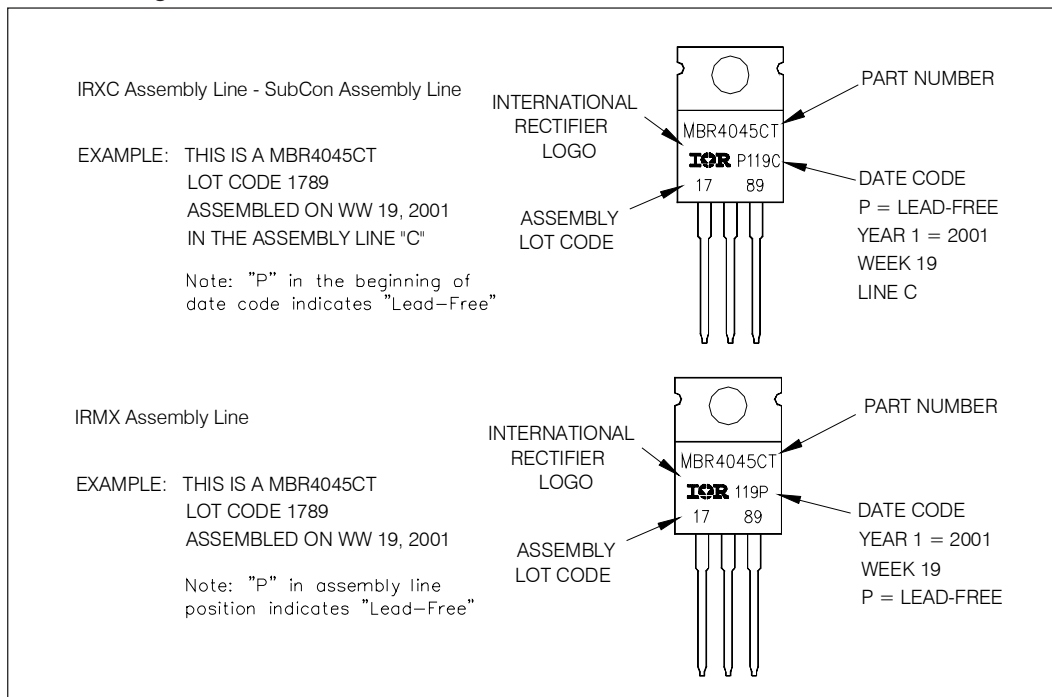 IRXC Assembly Line - SubCon Assembly Line
EXAMPLE: THIS IS A MBR4045CT
LOT CODE 1789
ASSEMBLED ON WW 19, 2001
IN THE ASSEMBLY LINE "C"
Note: "P" in the beginning of
date code indicates "Lead-Free"
INTERNATIONAL
RECTIFIER
LOGO
ASSEMBLY
LOT CODE
MBR4045CT
IOR P119C
17 89
PART NUMBER
DATE CODE
P = LEAD-FREE
YEAR 1 = 2001
WEEK 19
LINE C
IRMX Assembly Line
EXAMPLE: THIS IS A MBR4045CT
LOT CODE 1789
ASSEMBLED ON WW 19, 2001
Note: "P" in assembly line
position indicates "Lead-Free"
INTERNATIONAL
RECTIFIER
LOGO
ASSEMBLY
LOT CODE
MBR4045CT
IOR 119P
17 89
PART NUMBER
DATE CODE
YEAR 1 = 2001
WEEK 19
P = LEAD-FREE